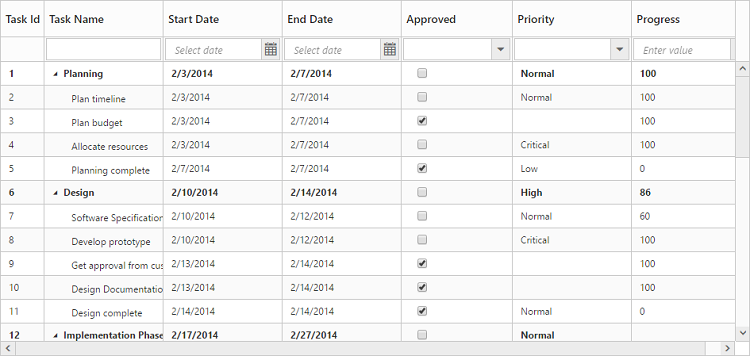 Task Id Task Name Start Date End Date Approved Priority Progress
Select date Select date Enter value
1 Planning 2/3/2014 2/7/2014 Normal 100
2 Plan timeline 2/3/2014 2/7/2014 Normal 100
3 Plan budget 2/3/2014 2/7/2014 100
4 Allocate resources 2/3/2014 2/7/2014 Critical 100
5 Planning complete 2/7/2014 2/7/2014 Low 0
6 Design 2/10/2014 2/14/2014 High 86
7 Software Specification 2/10/2014 2/12/2014 Normal 60
8 Develop prototype 2/10/2014 2/12/2014 Critical 100
9 Get approval from cus 2/13/2014 2/14/2014 100
10 Design Documentatio 2/13/2014 2/14/2014 100
11 Design complete 2/14/2014 2/14/2014 Normal 0
12 Implementation Phase 2/17/2014 2/27/2014 Normal